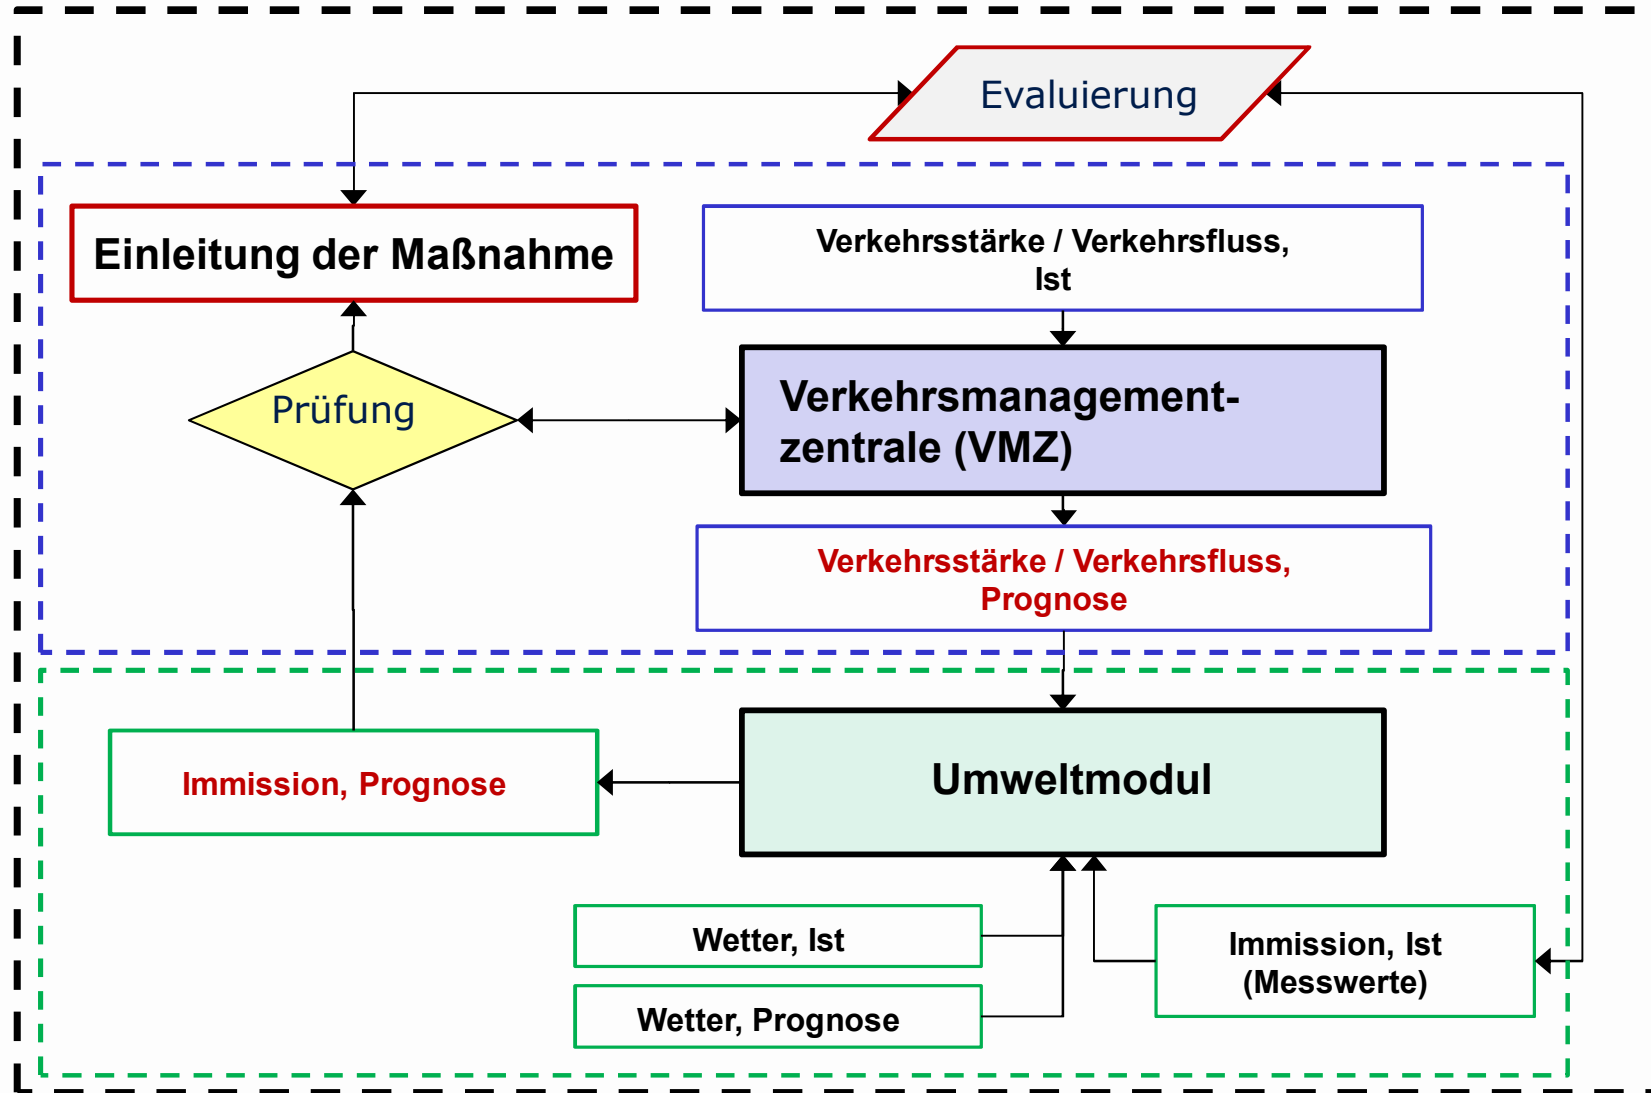 Evaluierung
Einleitung der Maßnahme
Verkehrsstärke / Verkehrsfluss,
Ist
Prüfung
Verkehrsmanagement-
zentrale (VMZ)
Verkehrsstärke / Verkehrsfluss,
Prognose
Immission, Prognose
Umweltmodul
Wetter, Ist
Wetter, Prognose
Immission, Ist
(Messwerte)